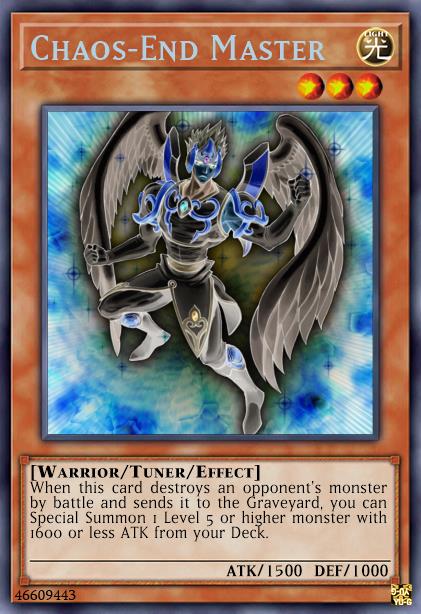 Chaos-End Master
LIGHT
光
[Warrior/Tuner/Effect]
When this card destroys an opponent's monster
by battle and sends it to the Graveyard, you can
Special Summon 1 Level 5 or higher monster with
1600 or less ATK from your Deck.
ATK/1500 DEF/1000
46609443